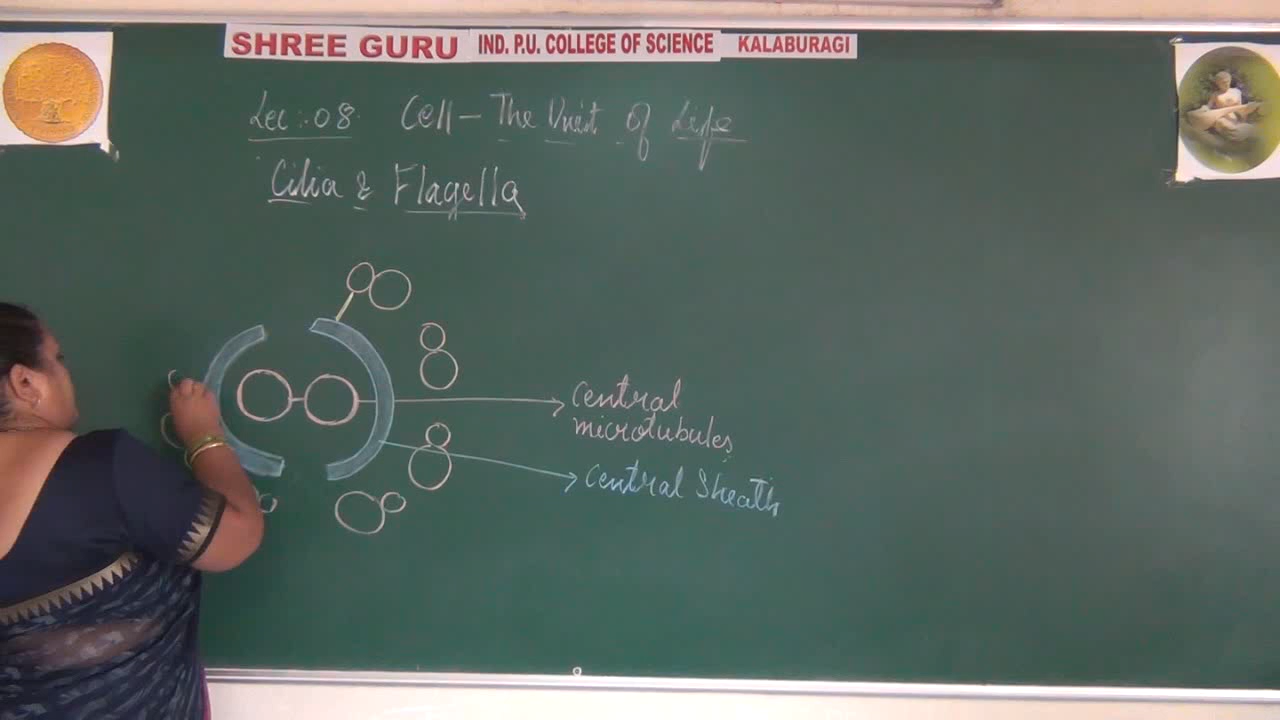 SHREE GURU IND. P.U. COLLEGE OF SCIENCE KALABURAGI
Lec:08. Cell – The Unit of Life
Cilia & Flagella
Central
microtubules
Central Sheath